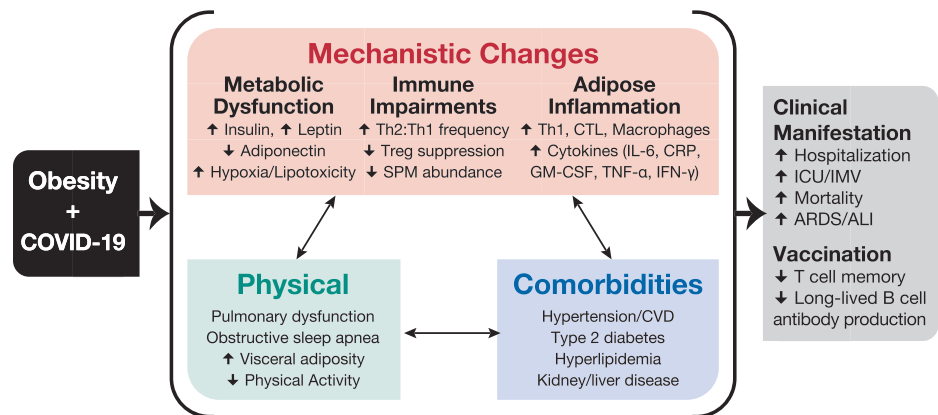 Obesity
+
COVID-19
Mechanistic Changes
Metabolic
Dysfunction
↑ Insulin, ↑ Leptin
↓ Adiponectin
↑ Hypoxia/Lipotoxicity
Immune
Impairments
↑ Th2:Th1 frequency
↓ Treg suppression
↓ SPM abundance
Adipose
Inflammation
↑ Th1, CTL, Macrophages
↑ Cytokines (IL-6, CRP,
GM-CSF, TNF-α, IFN-γ)
Physical
Pulmonary dysfunction
Obstructive sleep apnea
↑ Visceral adiposity
↓ Physical Activity
Comorbidities
Hypertension/CVD
Type 2 diabetes
Hyperlipidemia
Kidney/liver disease
Clinical
Manifestation
↑ Hospitalization
↑ ICU/IMV
↑ Mortality
↑ ARDS/ALI
Vaccination
↓ T cell memory
↓ Long-lived B cell
antibody production